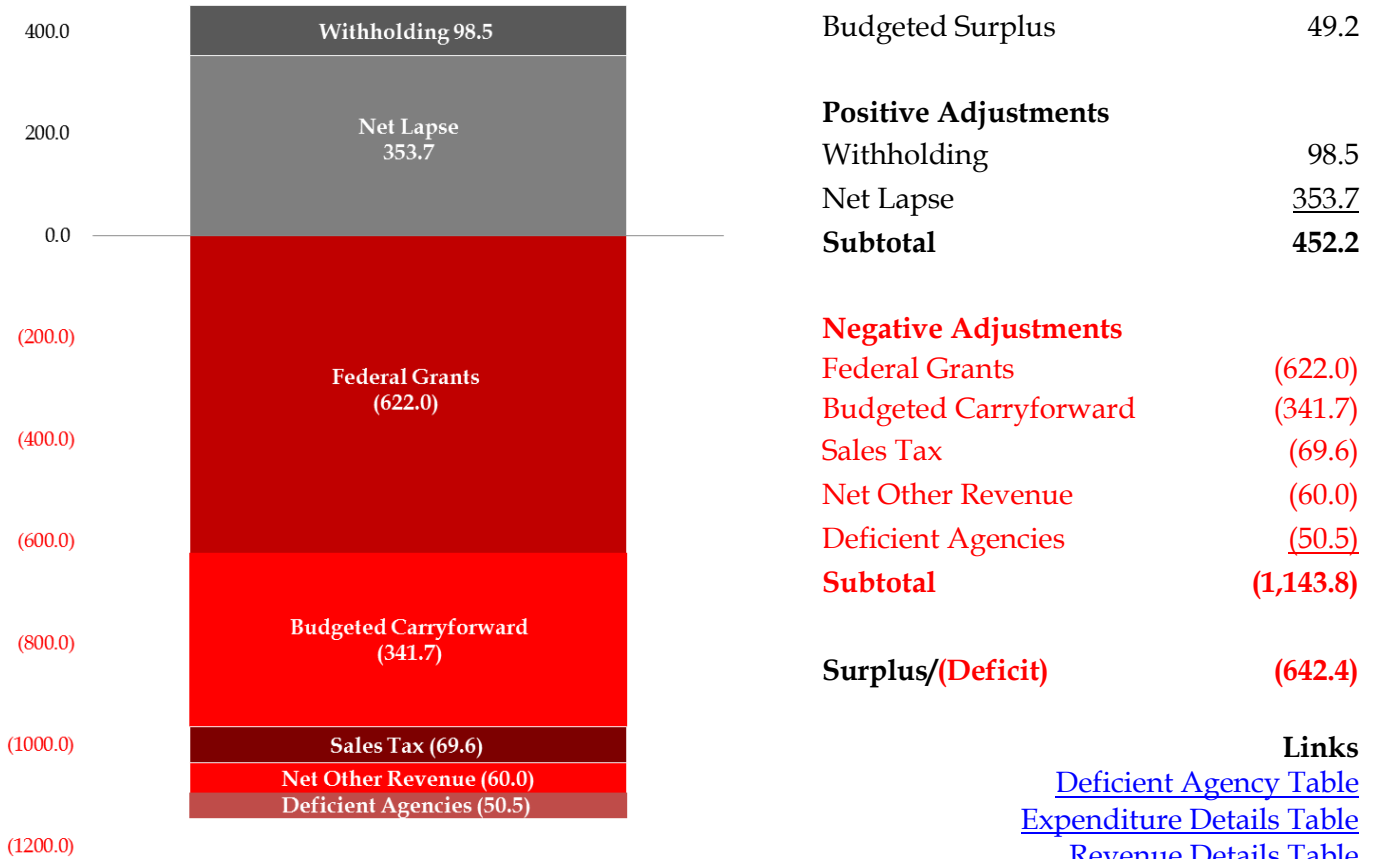 400.0
200.0
0.0
(200.0)
(400.0)
(600.0)
(800.0)
(1000.0)
(1200.0)
Withholding 98.5
Net Lapse
353.7
Federal Grants
(622.0)
Budgeted Carryforward
(341.7)
Sales Tax (69.6)
Net Other Revenue (60.0)
Deficient Agencies (50.5)
Budgeted Surplus 49.2
Positive Adjustments
Withholding 98.5
Net Lapse 353.7
Subtotal 452.2
Negative Adjustments
Federal Grants (622.0)
Budgeted Carryforward (341.7)
Sales Tax (69.6)
Net Other Revenue (60.0)
Deficient Agencies (50.5)
Subtotal (1,143.8)
Surplus/(Deficit) (642.4)
Links
Deficient Agency Table
Expenditure Details Table
Revenue Details Table